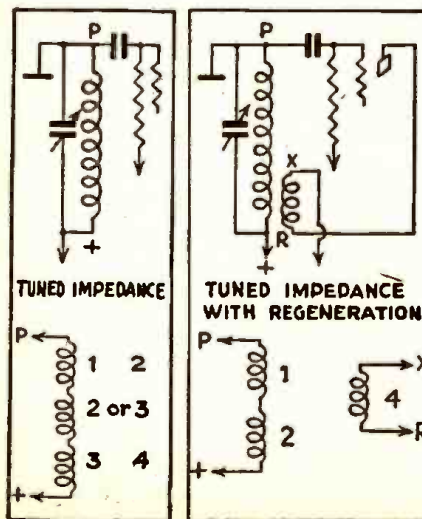 P
+
TUNED IMPEDANCE
P
1 2
2 or 3
3 4
+
P
X
R
+
TUNED IMPEDANCE
WITH REGENERATION
P
X
1
4
2
R
+